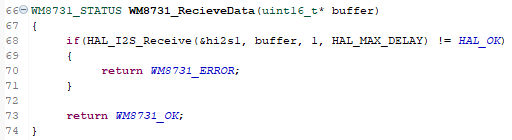 66 WM8731_STATUS WM8731_RecieveData(uint16_t* buffer)
67 {
68 if(HAL_I2S_Receive(&hi2s1, buffer, 1, HAL_MAX_DELAY) != HAL_OK)
69 {
70 return WM8731_ERROR;
71 }
72
73 return WM8731_OK;
74 }